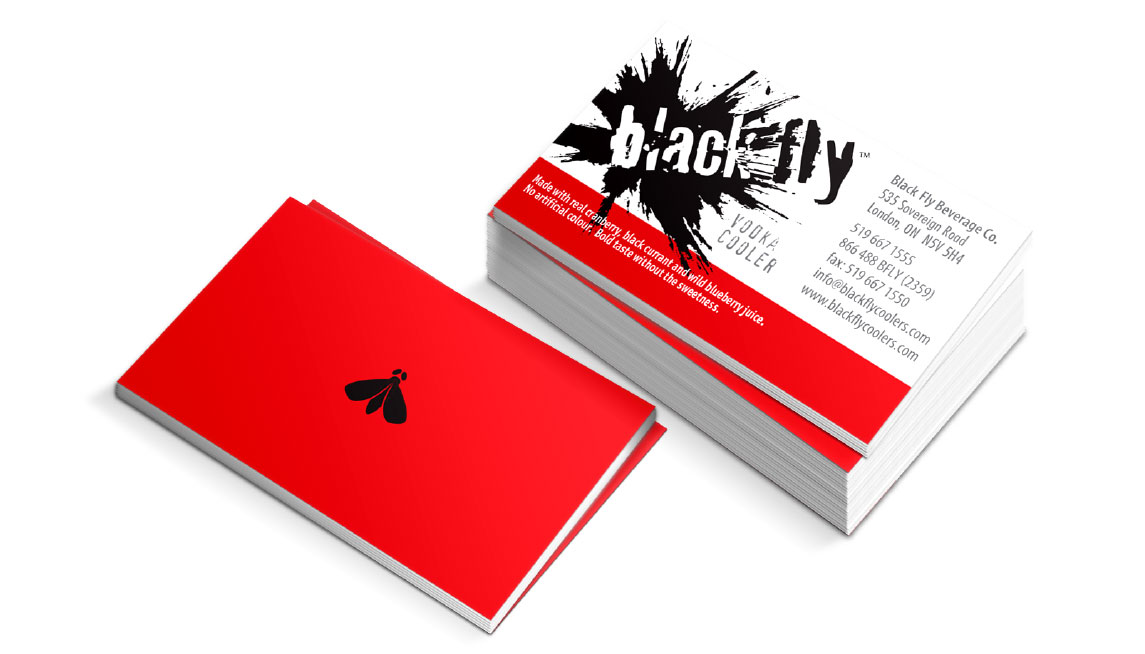 black fly™
VODKA
COOLER
Made with real cranberry, black currant and wild blueberry juice.
No artificial colour. Bold taste without the sweetness.
Black Fly Beverage Co.
535 Sovereign Road
London, ON N5V 5H4
519 667 1555
866 488 BFLY (2359)
fax: 519 667 1550
info@blackflycoolers.com
www.blackflycoolers.com